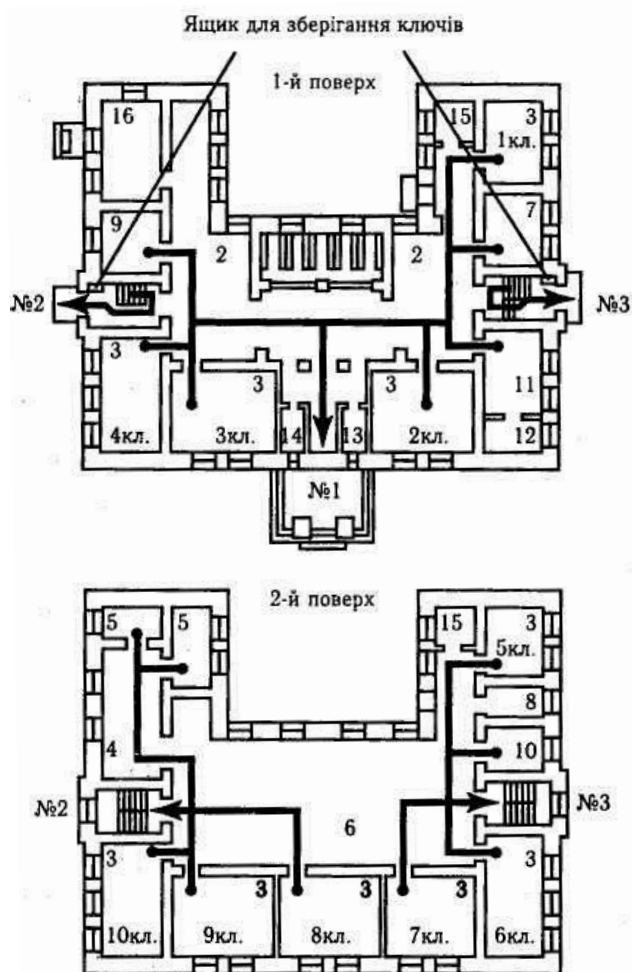 Ящик для зберігання ключів
1-й поверх
16
15
3
1кл.
9
7
2
2
№2
№3
3
3
3
11
4кл.
3кл.
14
13
2кл.
12
№1
2-й поверх
5
5
15
3
5кл.
8
4
10
№2
№3
6
3
3
3
3
3
10кл.
9кл.
8кл.
7кл.
6кл.